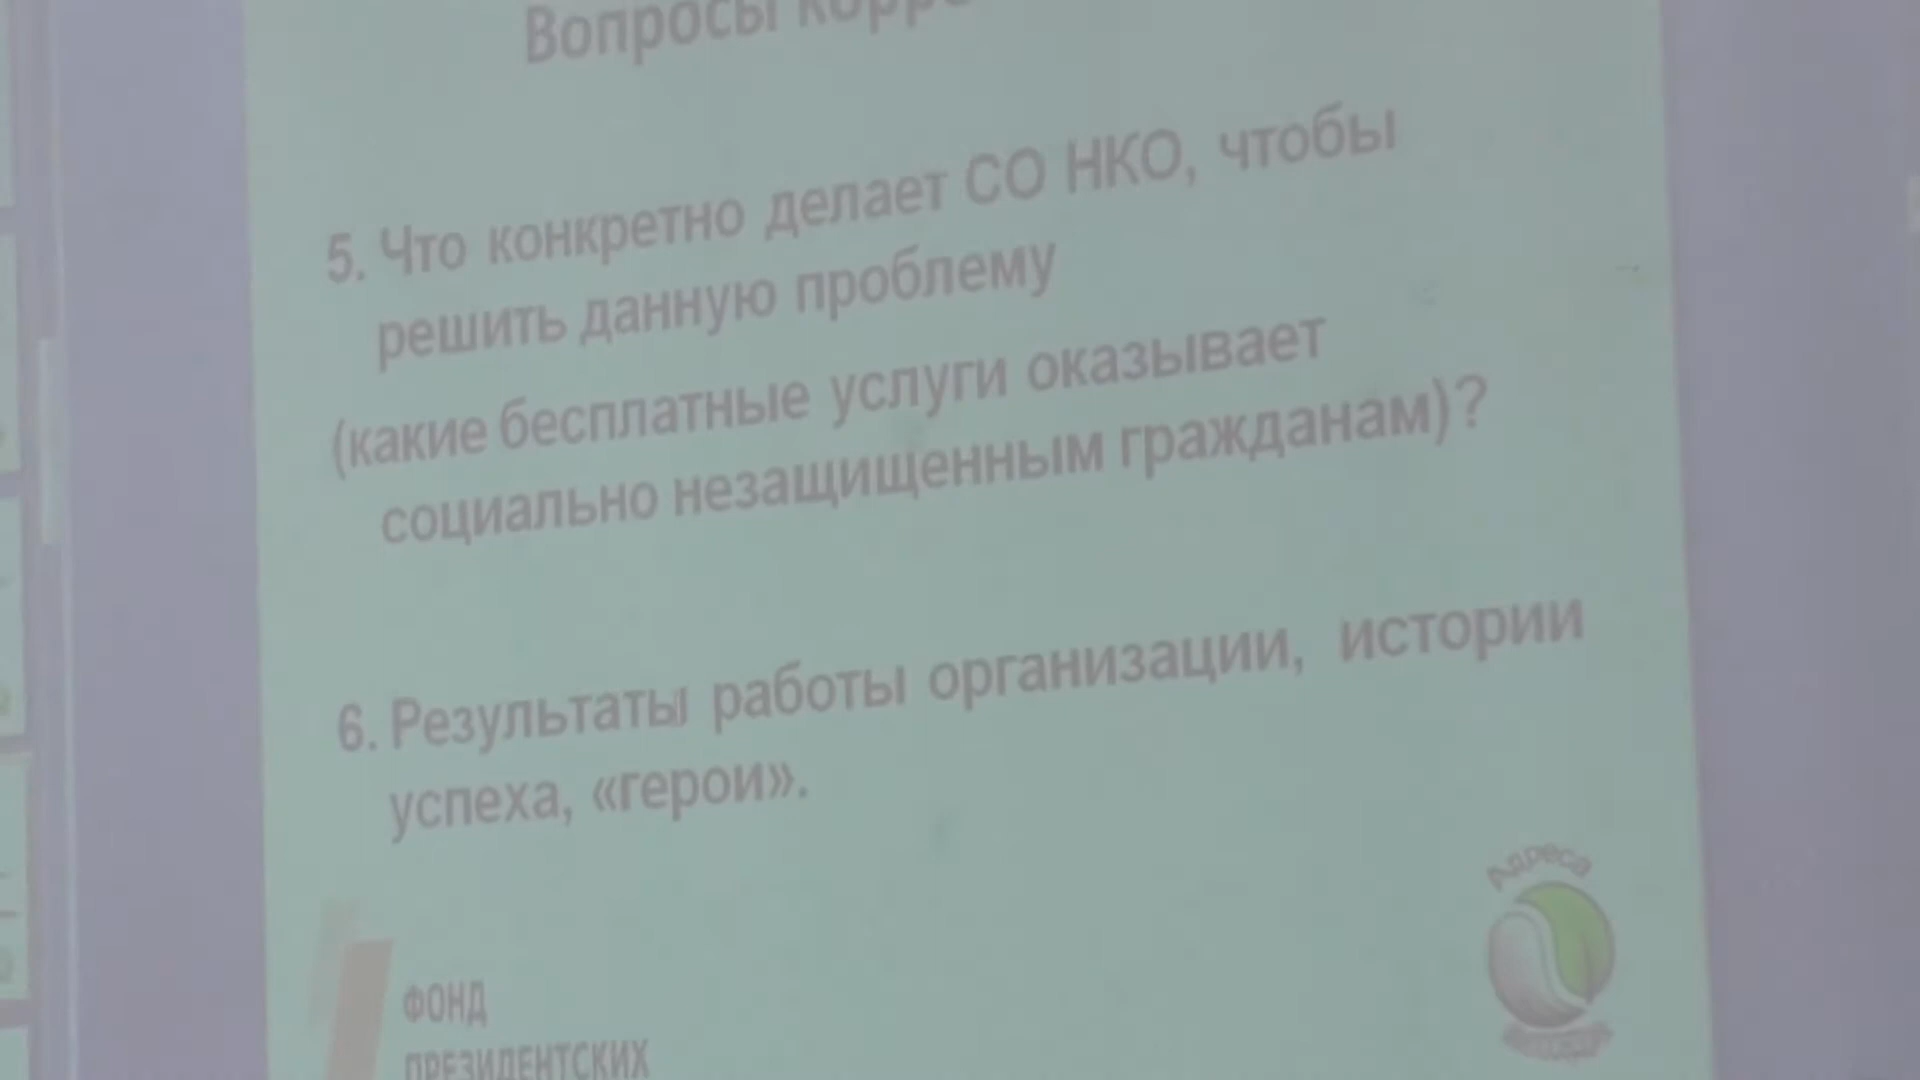 Вопросы
5. Что конкретно делает СО НКО, чтобы
решить данную проблему
(какие бесплатные услуги оказывает
социально незащищенным гражданам)?
6. Результаты работы организации, истории
успеха, «герои».
Адреса
ФОНД
ПРЕЗИДЕНТСКИХ